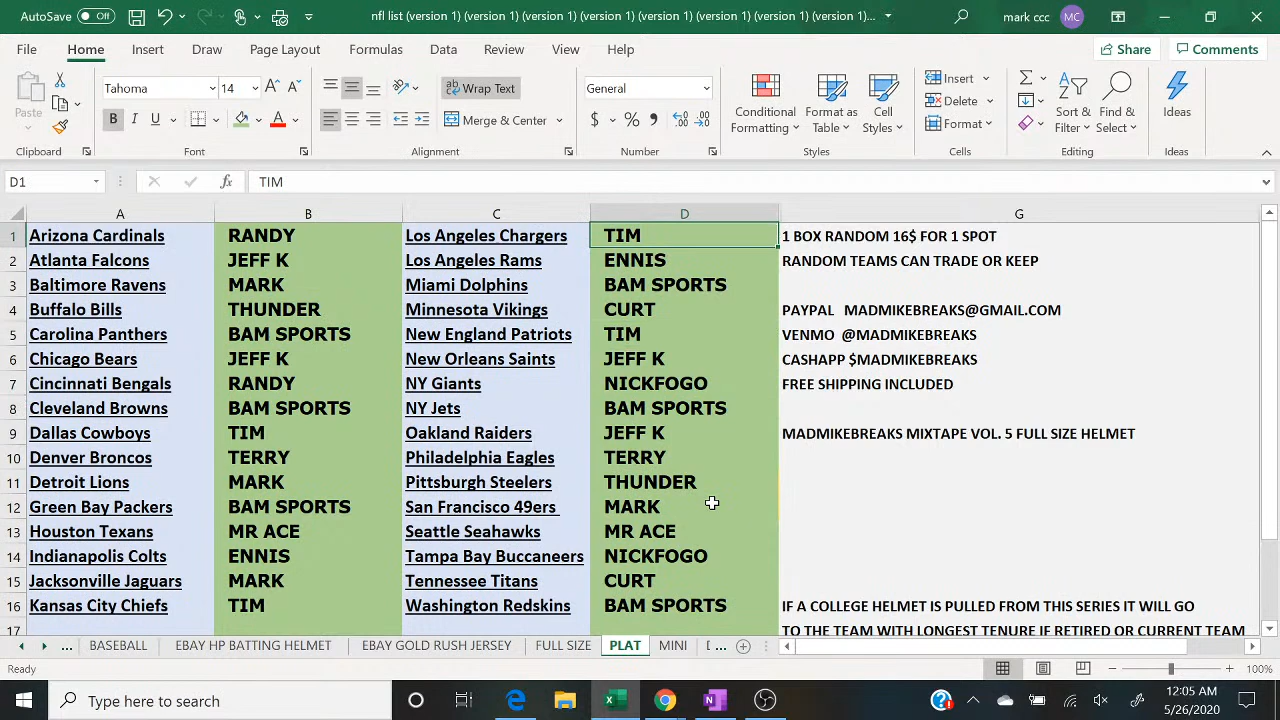 AutoSave Off nfl list (version 1) (version 1) (version 1) (version 1) (version 1) (version 1) (version 1)... mark ccc MC
File Home Insert Draw Page Layout Formulas Data Review View Help Share Comments
Paste Tahoma 14 A A ab Wrap Text General Conditional Formatting Format as Table Cell Styles Insert Delete Format Sort & Filter Find & Select Ideas
B I U A Merge & Center $ % 9
Clipboard Font Alignment Number Styles Cells Editing Ideas
D1 fx TIM
A B C D G
1 Arizona Cardinals RANDY Los Angeles Chargers TIM 1 BOX RANDOM 16$ FOR 1 SPOT
2 Atlanta Falcons JEFF K Los Angeles Rams ENNIS RANDOM TEAMS CAN TRADE OR KEEP
3 Baltimore Ravens MARK Miami Dolphins BAM SPORTS
4 Buffalo Bills THUNDER Minnesota Vikings CURT PAYPAL MADMIKEBREAKS@GMAIL.COM
5 Carolina Panthers BAM SPORTS New England Patriots TIM VENMO @MADMIKEBREAKS
6 Chicago Bears JEFF K New Orleans Saints JEFF K CASHAPP $MADMIKEBREAKS
7 Cincinnati Bengals RANDY NY Giants NICKFOGO FREE SHIPPING INCLUDED
8 Cleveland Browns BAM SPORTS NY Jets BAM SPORTS
9 Dallas Cowboys TIM Oakland Raiders JEFF K MADMIKEBREAKS MIXTAPE VOL. 5 FULL SIZE HELMET
10 Denver Broncos TERRY Philadelphia Eagles TERRY
11 Detroit Lions MARK Pittsburgh Steelers THUNDER
12 Green Bay Packers BAM SPORTS San Francisco 49ers MARK
13 Houston Texans MR ACE Seattle Seahawks MR ACE
14 Indianapolis Colts ENNIS Tampa Bay Buccaneers NICKFOGO
15 Jacksonville Jaguars MARK Tennessee Titans CURT
16 Kansas City Chiefs TIM Washington Redskins BAM SPORTS IF A COLLEGE HELMET IS PULLED FROM THIS SERIES IT WILL GO
17 TO THE TEAM WITH LONGEST TENURE IF RETIRED OR CURRENT TEAM
... BASEBALL EBAY HP BATTING HELMET EBAY GOLD RUSH JERSEY FULL SIZE PLAT MINI ...
Ready 100%
Type here to search 12:05 AM
5/26/2020